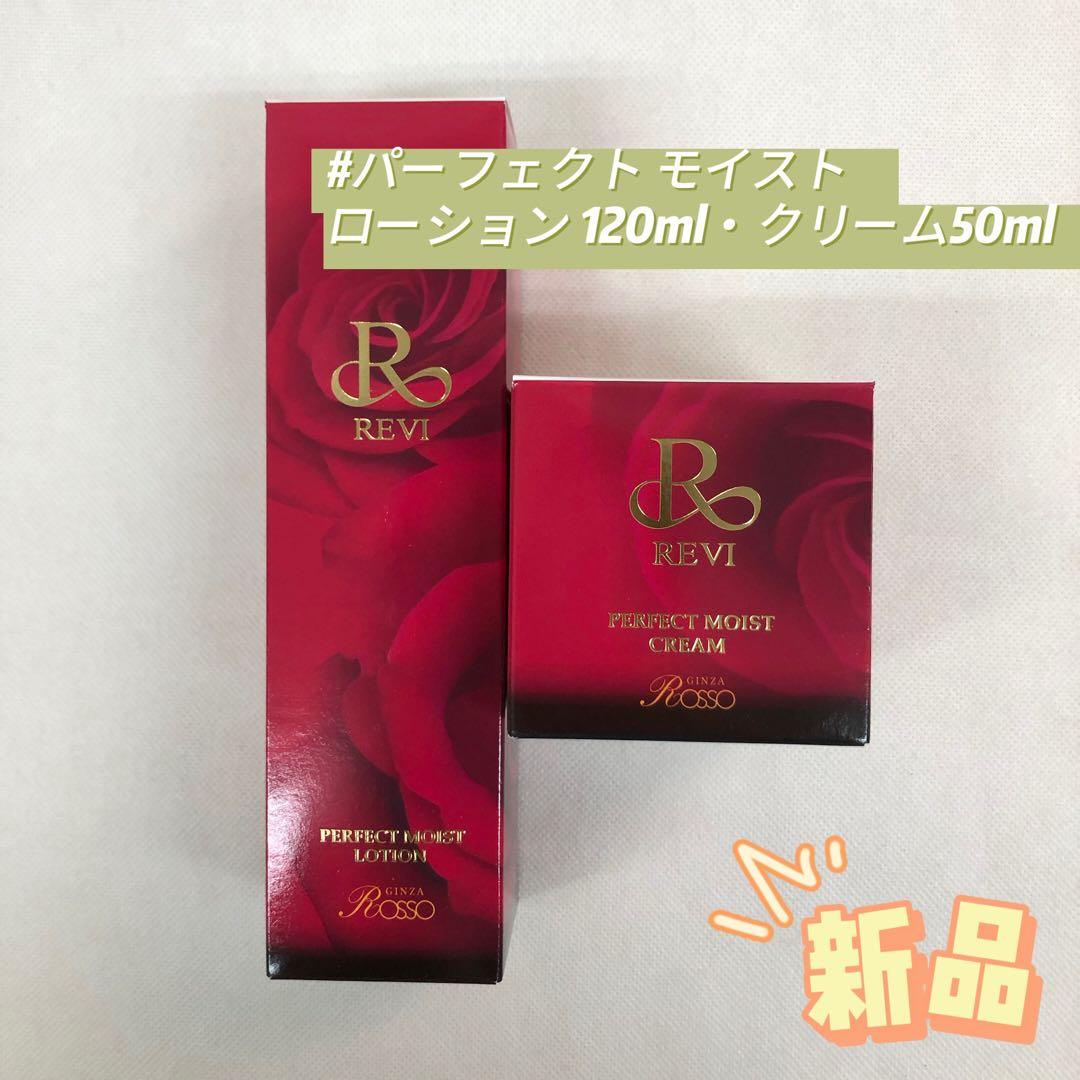 #パーフェクト モイスト
ローション 120ml・クリーム50ml
R
REVI
PERFECT MOIST
LOTION
GINZA
ROSSO
R
REVI
PERFECT MOIST
CREAM
GINZA
ROSSO
新品